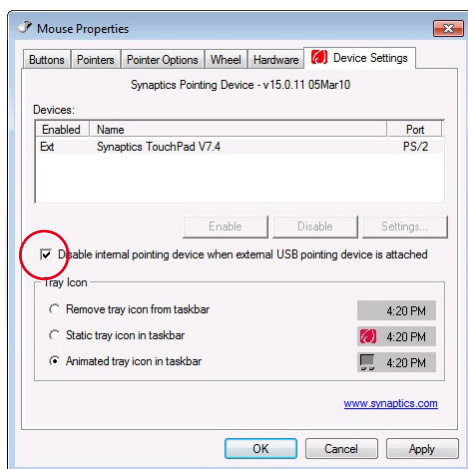 Mouse Properties
Buttons Pointers Pointer Options Wheel Hardware Device Settings
Synaptics Pointing Device - v15.0.11 05Mar10
Devices:
Enabled Name Port
Ext Synaptics TouchPad V7.4 PS/2
Enable Disable Settings...
Disable internal pointing device when external USB pointing device is attached
Tray Icon
Remove tray icon from taskbar 4:20 PM
Static tray icon in taskbar 4:20 PM
Animated tray icon in taskbar 4:20 PM
www.synaptics.com
OK Cancel Apply